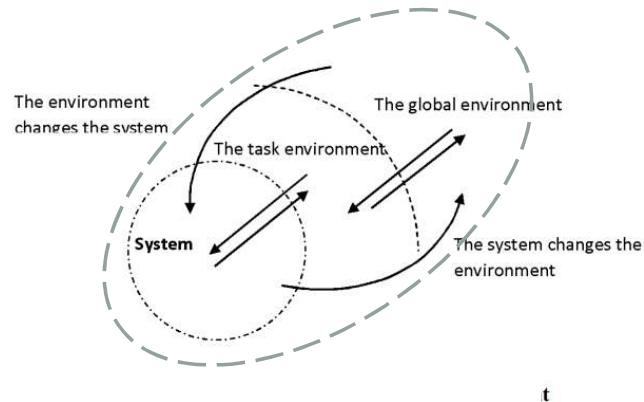 The environment
changes the system
The global environment
The task environment
System
The system changes the
environment
t